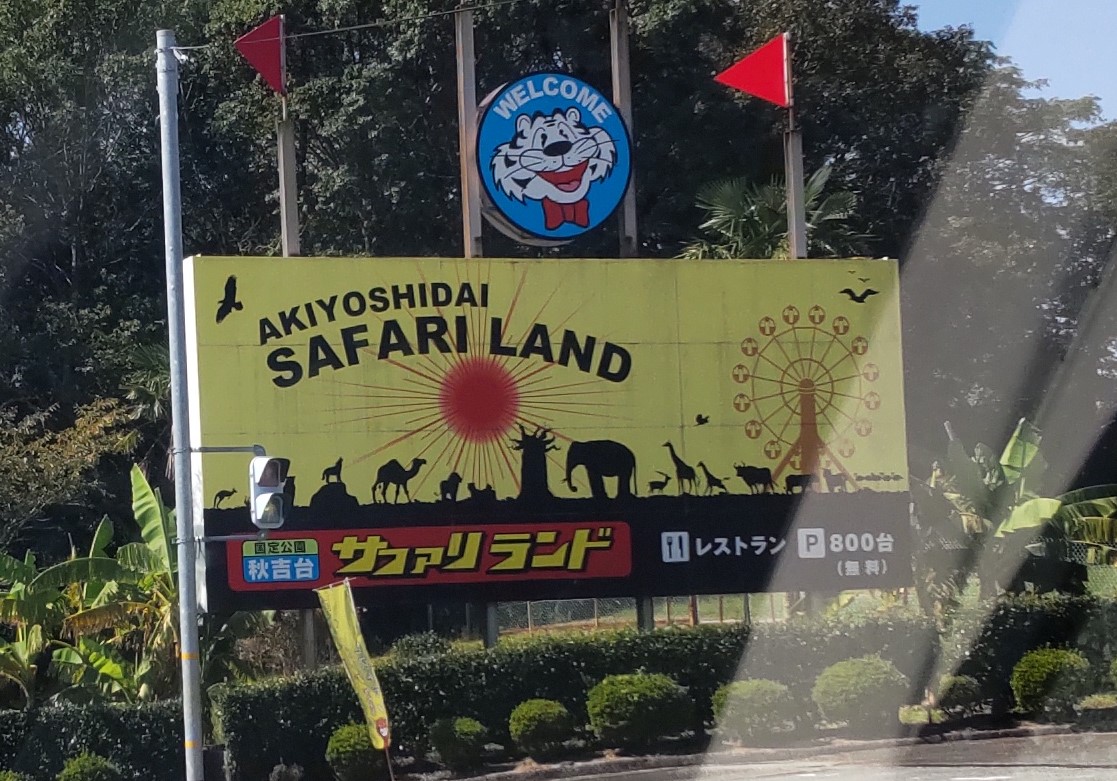 WELCOME
AKIYOSHIDAI
SAFARI LAND
国定公園
秋吉台
サファリランド
レストラン P 800台
(無料)